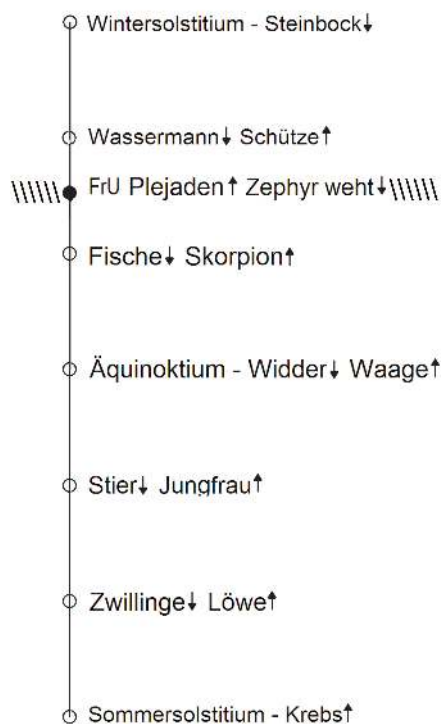 Wintersolstitium - Steinbock↓
Wassermann↓ Schütze↑
FrU Plejaden↑ Zephyr weht↓
Fische↓ Skorpion↑
Äquinoktium - Widder↓ Waage↑
Stier↓ Jungfrau↑
Zwillinge↓ Löwe↑
Sommersolstitium - Krebs↑